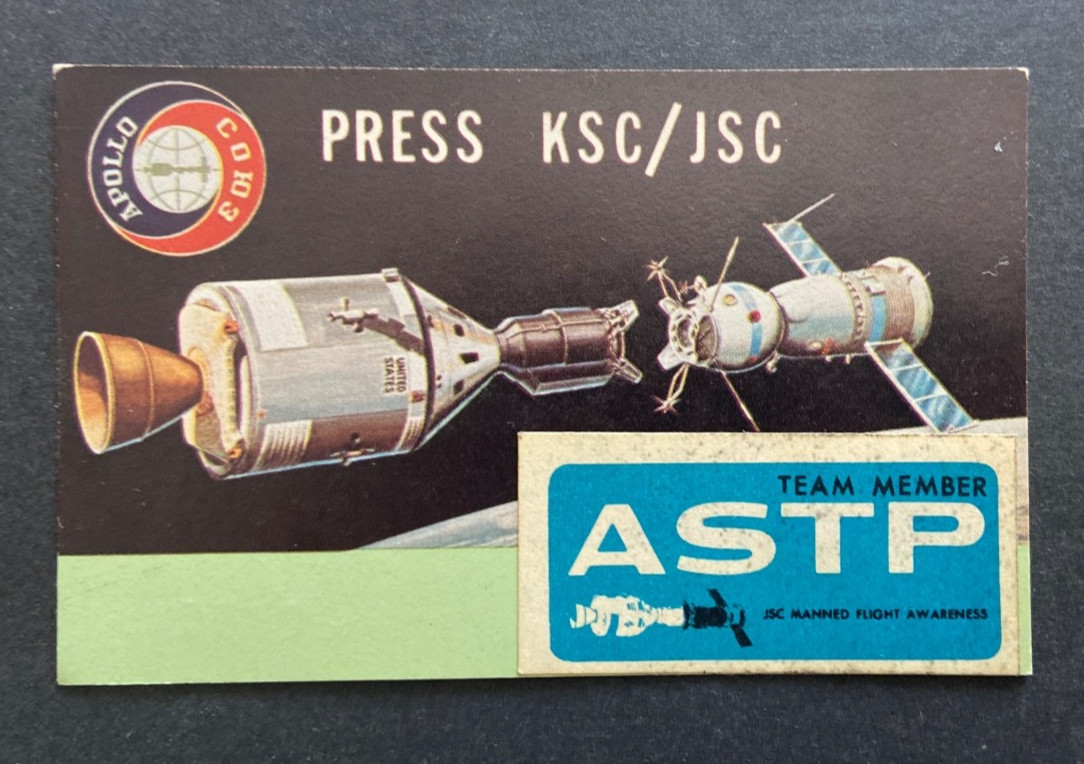 APOLLO
СОЮЗ
PRESS KSC/JSC
UNITED
STATES
TEAM MEMBER
ASTP
JSC MANNED FLIGHT AWARENESS